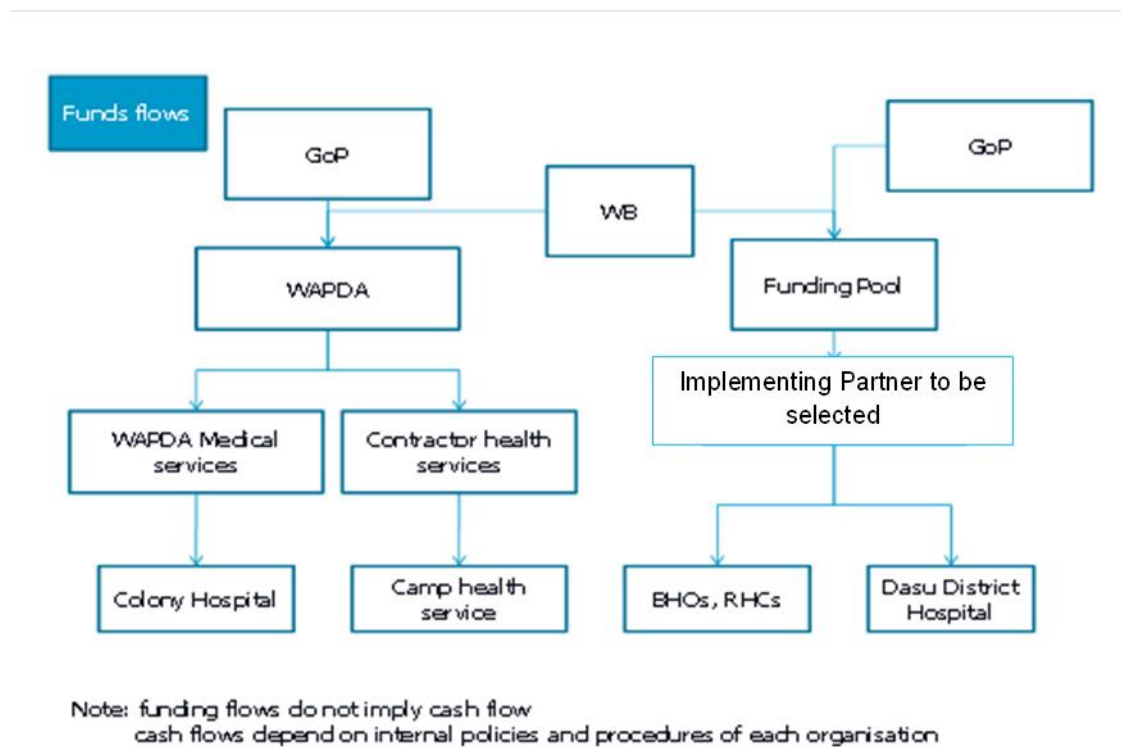 Funds flows
GoP
GoP
WB
WAPDA
Funding Pool
Implementing Partner to be
selected
WAPDA Medical
services
Contractor health
services
Colony Hospital
Camp health
service
BHOs, RHCs
Dasu District
Hospital
Note: funding flows do not imply cash flow
cash flows depend on internal policies and procedures of each organisation